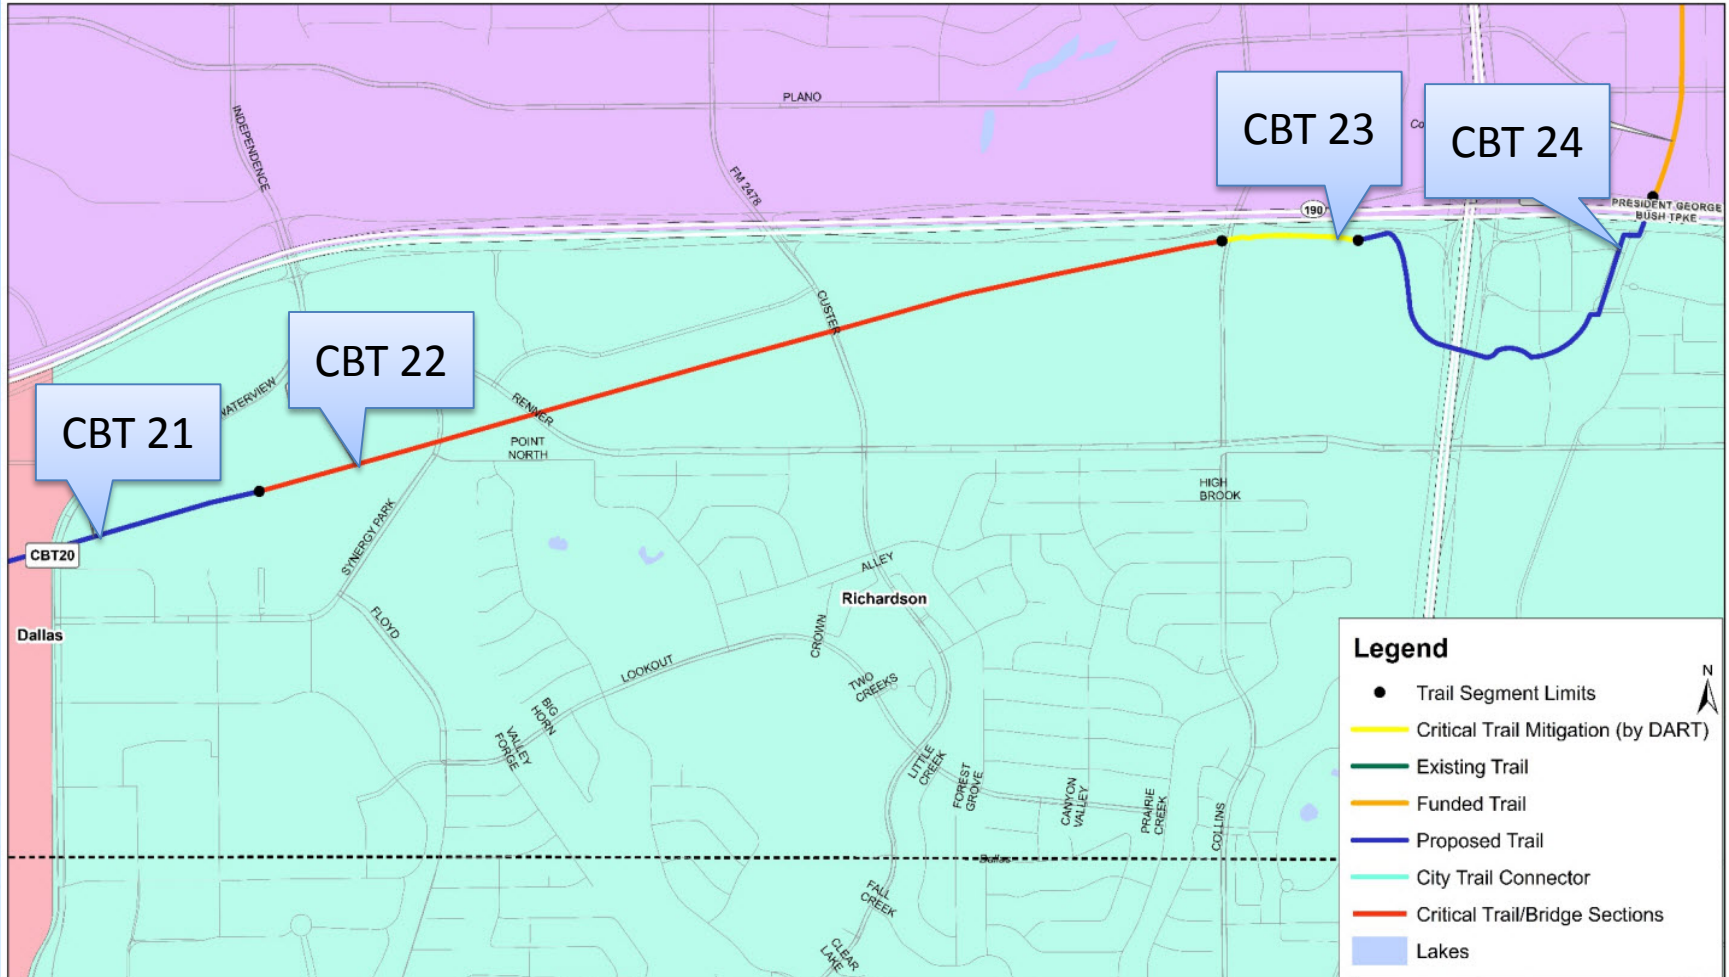 PLANO
INDEPENDENCE
FM 2478
CBT 23
Co
CBT 24
190
PRESIDENT GEORGE
BUSH TPKE
CUSTER
CBT 22
CBT 21
WATERVIEW
RENNER
POINT
NORTH
HIGH
BROOK
SYNERGY PARK
CBT20
ALLEY
Richardson
FLOYD
Dallas
CROWN
LOOKOUT
TWO
CREEKS
BIG
HORN
VALLEY
FORGE
LITTLE
CREEK
FOREST
GROVE
CANYON
VALLEY
PRAIRIE
CREEK
COLLINS
Dallas
FALL
CREEK
CLEAR
LAKE
Legend
N
Trail Segment Limits
Critical Trail Mitigation (by DART)
Existing Trail
Funded Trail
Proposed Trail
City Trail Connector
Critical Trail/Bridge Sections
Lakes